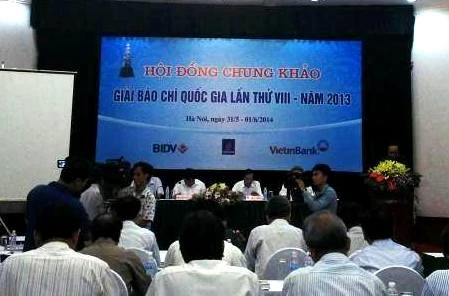 HỘI ĐỒNG CHUNG KHẢO
GIẢI BÁO CHÍ QUỐC GIA LẦN THỨ VIII - NĂM 2013
Hà Nội, ngày 31/5 - 01/6/2014
BIDV
VietinBank